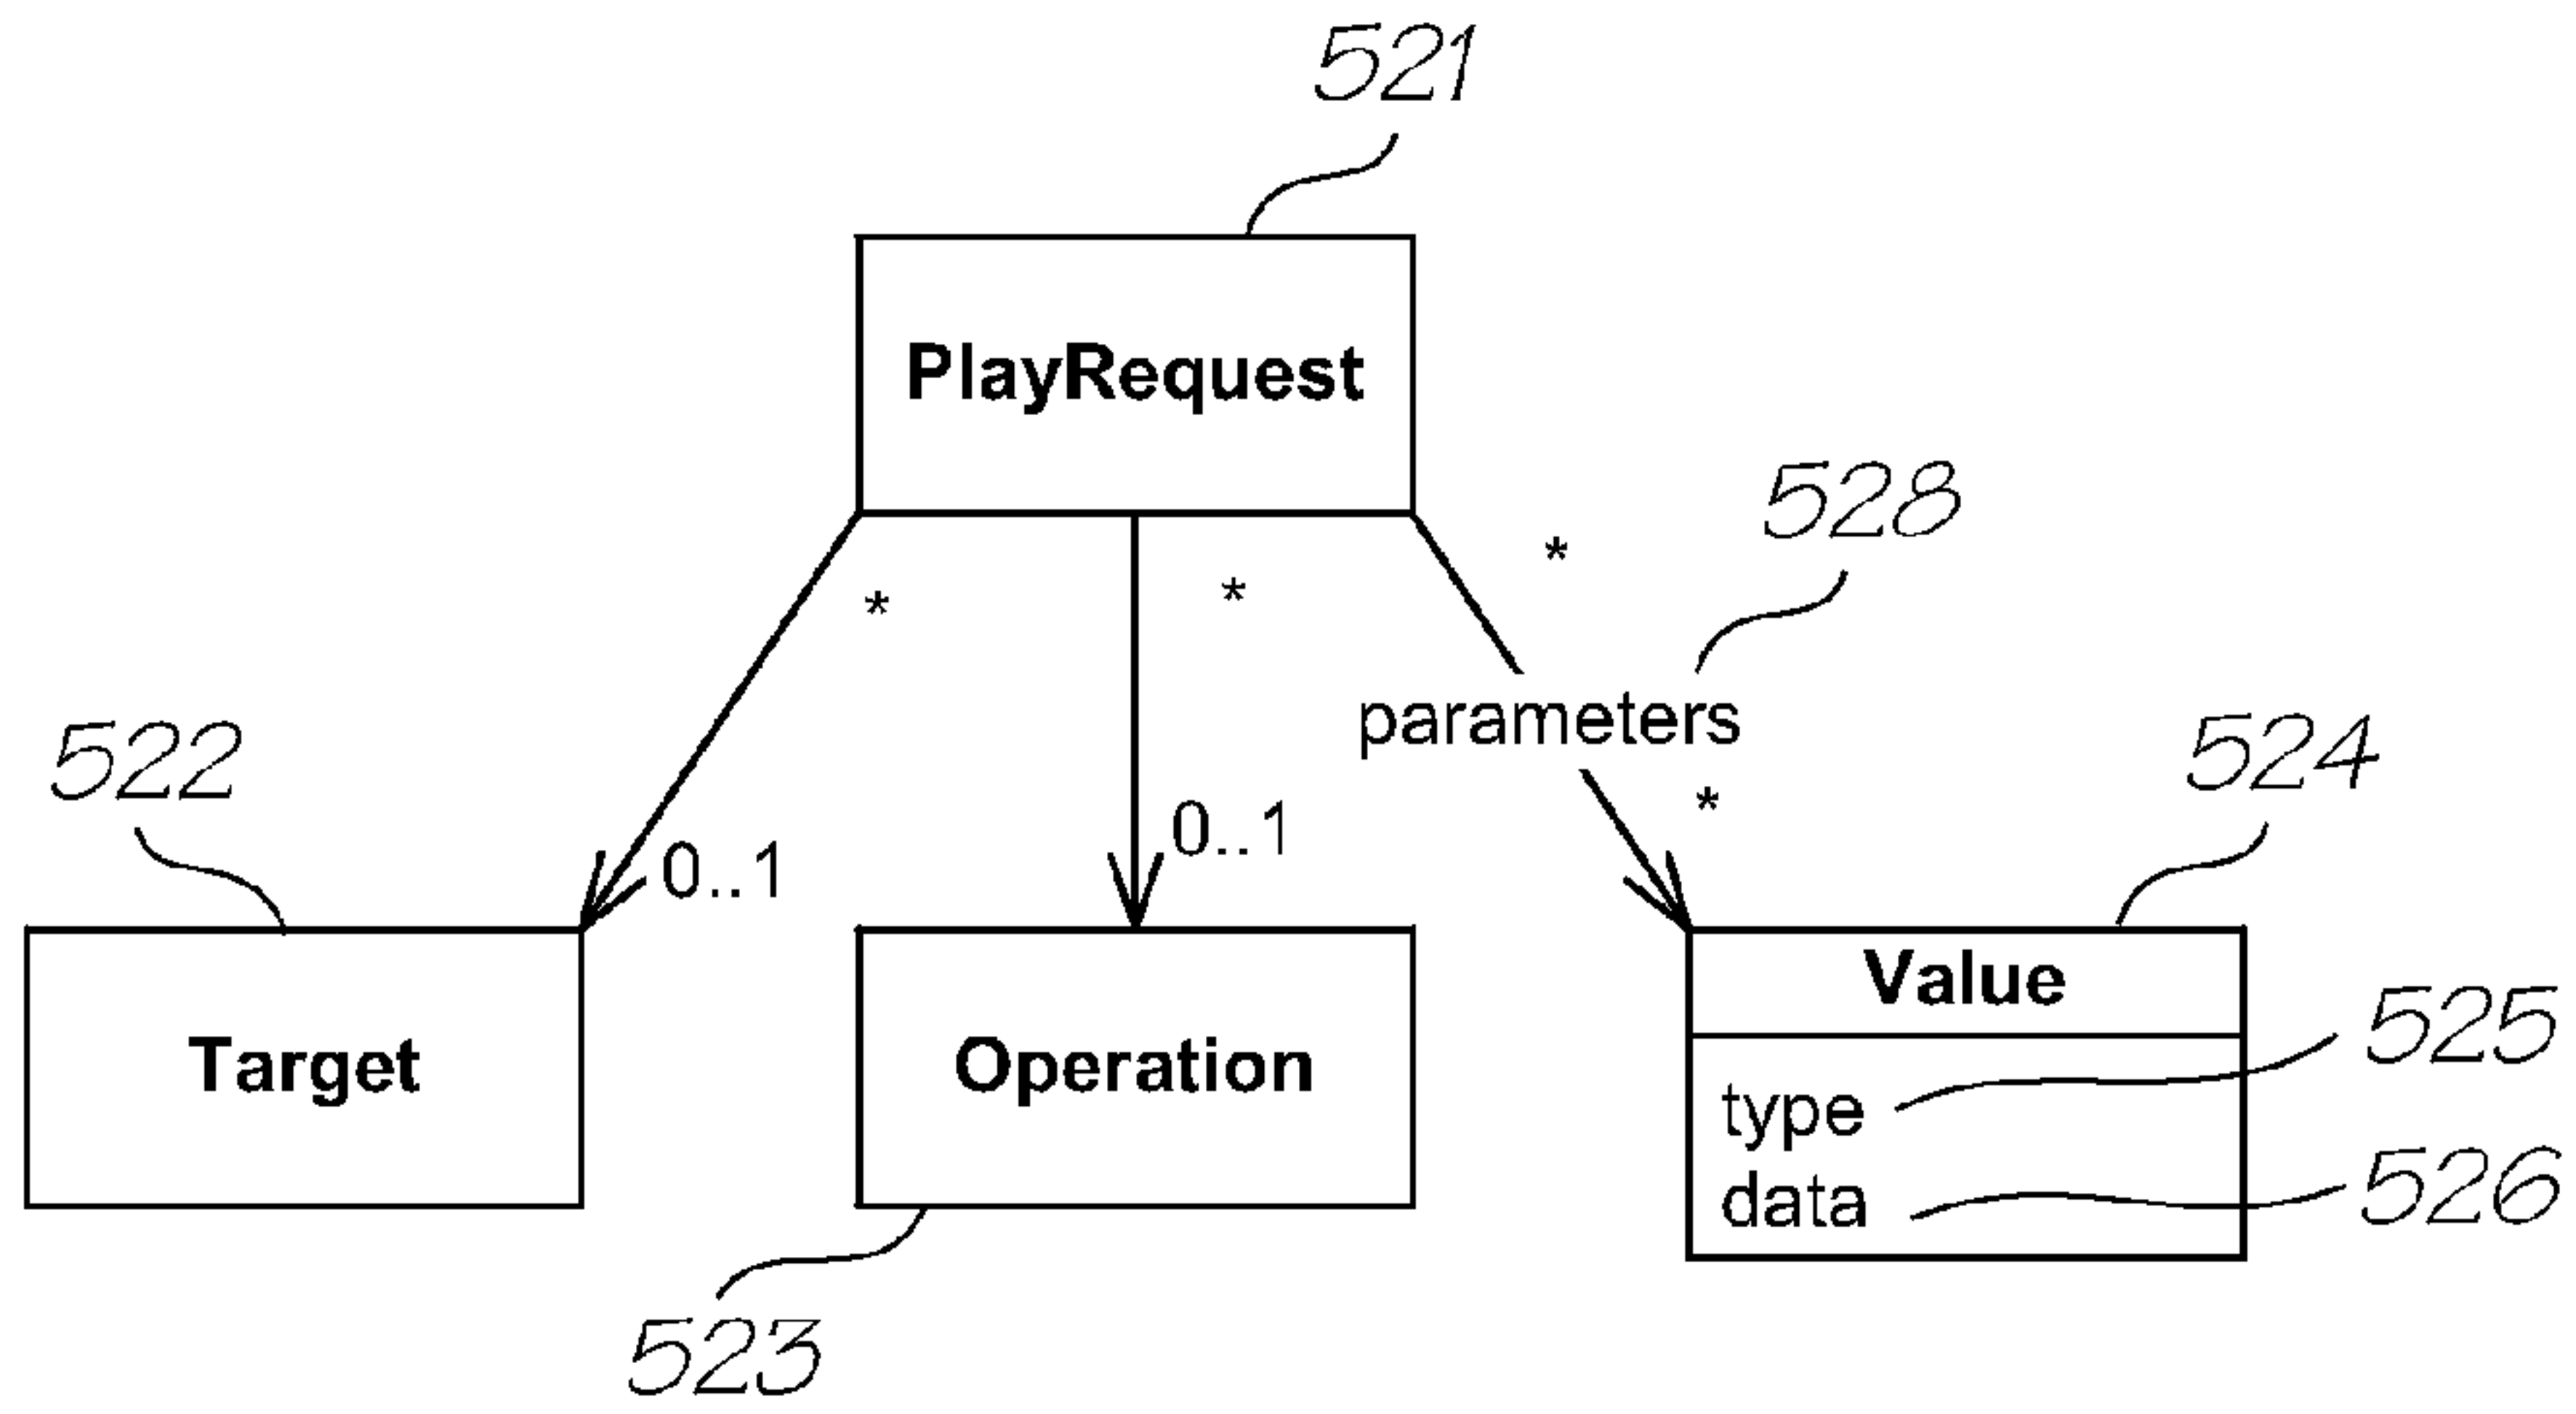 521
PlayRequest
528
*
*
*
parameters
522
524
*
0..1
0..1
Value
Target
Operation
525
type
data
526
523